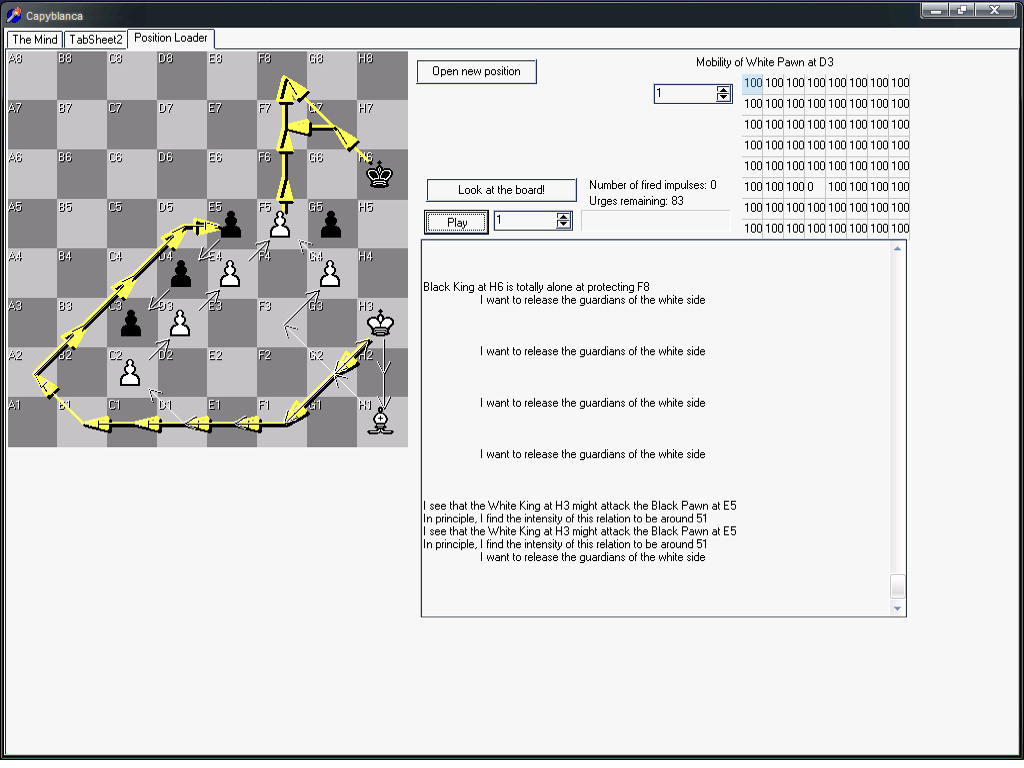 Capyblanca
The Mind TabSheet2 Position Loader
A8 B8 C8 D8 E8 F8 G8 H8
A7 B7 C7 D7 E7 F7 G7 H7
A6 B6 C6 D6 E6 F6 G6 H6
A5 B5 C5 D5 E5 F5 G5 H5
A4 B4 C4 D4 E4 F4 G4 H4
A3 B3 C3 D3 E3 F3 G3 H3
A2 B2 C2 D2 E2 F2 G2 H2
A1 B1 C1 D1 E1 F1 G1 H1
Open new position
1
Mobility of White Pawn at D3
100 100 100 100 100 100 100 100
100 100 100 100 100 100 100 100
100 100 100 100 100 100 100 100
100 100 100 100 100 100 100 100
100 100 100 100 100 100 100 100
100 100 100 0 100 100 100 100
100 100 100 100 100 100 100 100
100 100 100 100 100 100 100 100
Look at the board!
Number of fired impulses: 0
Urges remaining: 83
Play
1
Black King at H6 is totally alone at protecting F8
I want to release the guardians of the white side
I want to release the guardians of the white side
I want to release the guardians of the white side
I want to release the guardians of the white side
I see that the White King at H3 might attack the Black Pawn at E5
In principle, I find the intensity of this relation to be around 51
I see that the White King at H3 might attack the Black Pawn at E5
In principle, I find the intensity of this relation to be around 51
I want to release the guardians of the white side